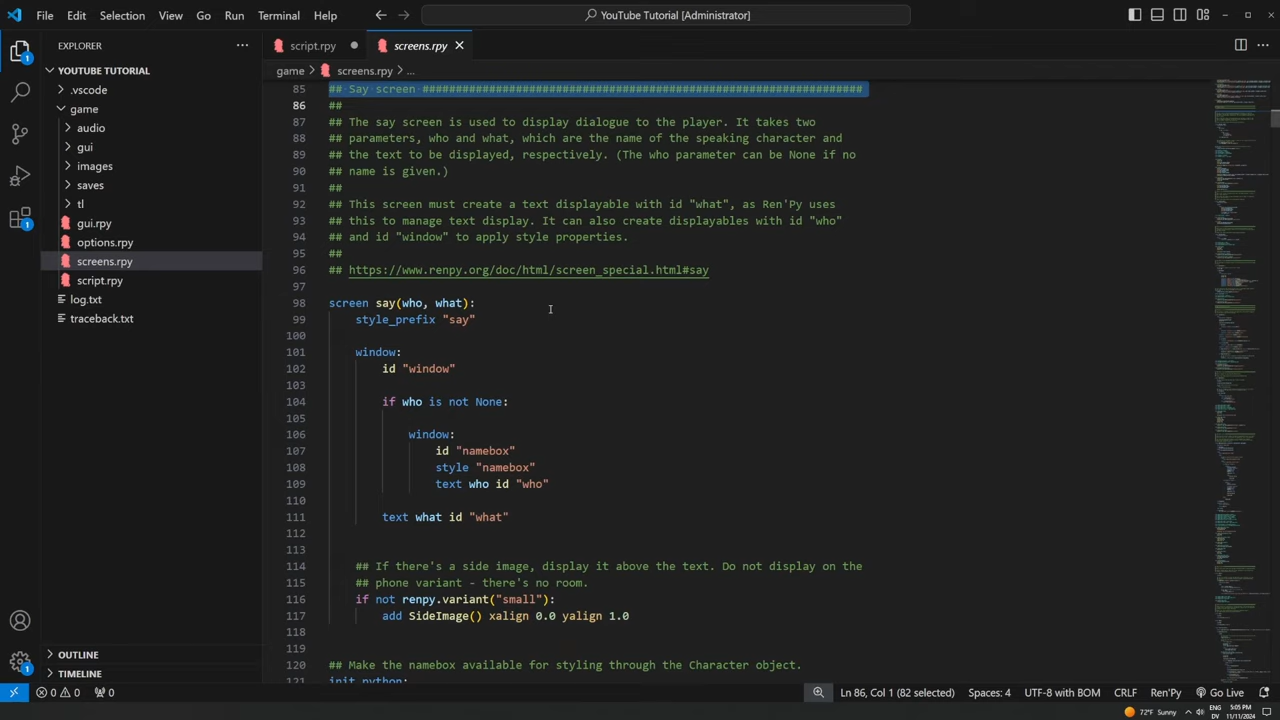 File Edit Selection View Go Run Terminal Help
YouTube Tutorial [Administrator]
EXPLORER
script.rpy
screens.rpy
YOUTUBE TUTORIAL
game > screens.rpy > ...
.vscode
game
audio
gui
images
saves
tl
gui.rpy
options.rpy
screens.rpy
script.rpy
log.txt
traceback.txt
OUTLINE
TIMELINE
85 ## Say screen ##################################################################
86 ##
87 ## The say screen is used to display dialogue to the player. It takes two
88 ## parameters, who and what, which are the name of the speaking character and
89 ## the text to be displayed, respectively. (The who parameter can be None if no
90 ## name is given.)
91 ##
92 ## This screen must create a text displayable with id "what", as Ren'Py uses
93 ## this to manage text display. It can also create displayables with id "who"
94 ## and id "window" to apply style properties.
95 ##
96 ## https://www.renpy.org/doc/html/screen_special.html#say
97
98 screen say(who, what):
99 style_prefix "say"
100
101 window:
102 id "window"
103
104 if who is not None:
105
106 window:
107 id "namebox"
108 style "namebox"
109 text who id "who"
110
111 text what id "what"
112
113
114 ## If there's a side image, display it above the text. Do not display on the
115 ## phone variant - there's no room.
116 if not renpy.variant("small"):
117 add SideImage() xalign 0.0 yalign 1.0
118
119
120 ## Make the namebox available for styling through the Character object.
121 init python:
0 0 0
Ln 86, Col 1 (82 selected) Spaces: 4 UTF-8 with BOM CRLF Ren'Py Go Live
72°F Sunny
ENG
DV
5:05 PM
11/11/2024